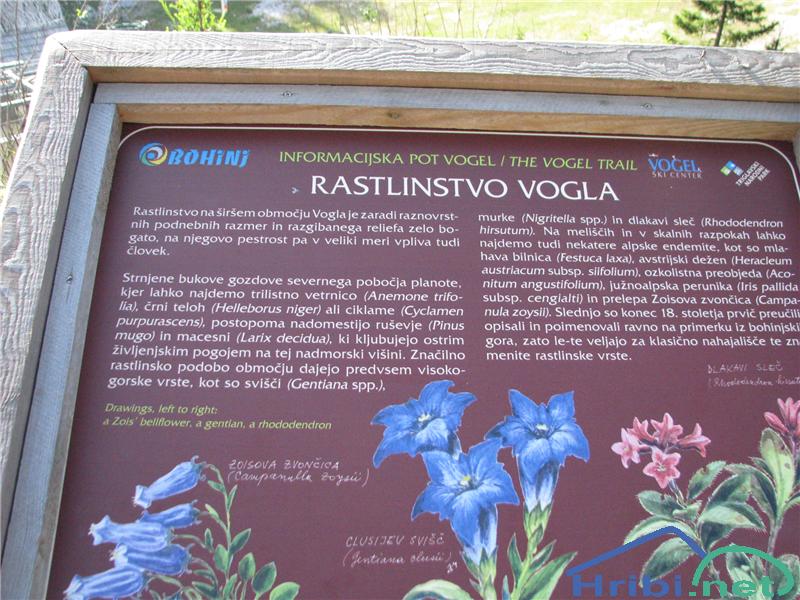 BOHINJ
INFORMACIJSKA POT VOGEL / THE VOGEL TRAIL
VOGEL
SKI CENTER
TRIGLAVSKI
NARODNI
PARK
RASTLINSTVO VOGLA
Rastlinstvo na širšem območju Vogla je zaradi raznovrst-
nih podnebnih razmer in razgibanega reliefa zelo bo-
gato, na njegovo pestrost pa v veliki meri vpliva tudi
človek.
Strnjene bukove gozdove severnega pobočja planote,
kjer lahko najdemo trilistno vetrnico (Anemone trifo-
lia), črni teloh (Helleborus niger) ali ciklame (Cyclamen
purpurascens), postopoma nadomestijo ruševje (Pinus
mugo) in macesni (Larix decidua), ki kljubujejo ostrim
življenjskim pogojem na tej nadmorski višini. Značilno
rastlinsko podobo območju dajejo predvsem visoko-
gorske vrste, kot so svišči (Gentiana spp.),
murke (Nigritella spp.) in dlakavi sleč (Rhododendron
hirsutum). Na meliščih in v skalnih razpokah lahko
najdemo tudi nekatere alpske endemite, kot so mla-
hava bilnica (Festuca laxa), avstrijski dežen (Heracleum
austriacum subsp. siifolium), ozkolistna preobjeda (Aco-
nitum angustifolium), južnoalpska perunika (Iris pallida
subsp. cengialti) in prelepa Zoisova zvončica (Campa-
nula zoysii). Slednjo so konec 18. stoletja prvič preučili
opisali in poimenovali ravno na primerku iz bohinjski
gora, zato le-te veljajo za klasično nahajališče te zn
menite rastlinske vrste.
Drawings, left to right:
a Zois' bellflower, a gentian, a rhododendron
ZOISOVA ZVONČICA
(Campanulla Zoysii)
CLUSIJEV SVIŠČ
(Gentiana clusii)
DLAKAVI SLEČ
(Rhododendron hirsutu
Hribi.net